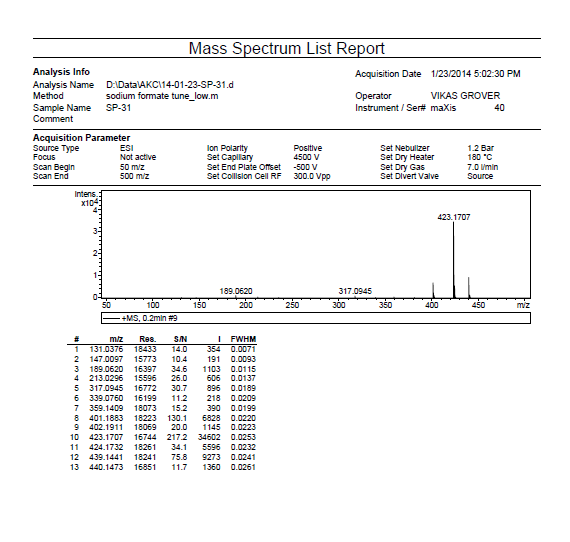 Mass Spectrum List Report
Analysis Info
Acquisition Date 1/23/2014 5:02:30 PM
Analysis Name D:\Data\AKC\14-01-23-SP-31.d
Method sodium formate tune_low.m Operator VIKAS GROVER
Sample Name SP-31 Instrument / Ser# maXis 40
Comment
Acquisition Parameter
Source Type ESI Ion Polarity Positive Set Nebulizer 1.2 Bar
Focus Not active Set Capillary 4500 V Set Dry Heater 180 °C
Scan Begin 50 m/z Set End Plate Offset -500 V Set Dry Gas 7.0 l/min
Scan End 500 m/z Set Collision Cell RF 300.0 Vpp Set Divert Valve Source
Intens.
x104
4
423.1707
3
2
1
189.0620 317.0945
0
50 100 150 200 250 300 350 400 450 m/z
+MS, 0.2min #9
# m/z Res. S/N I FWHM
1 131.0376 18433 14.0 354 0.0071
2 147.0097 15773 10.4 191 0.0093
3 189.0620 16397 34.6 1103 0.0115
4 213.0296 15596 26.0 606 0.0137
5 317.0945 16772 30.7 896 0.0189
6 339.0760 16199 11.2 218 0.0209
7 359.1409 18073 15.2 390 0.0199
8 401.1883 18223 130.1 6828 0.0220
9 402.1911 18069 20.0 1145 0.0223
10 423.1707 16744 217.2 34602 0.0253
11 424.1732 18261 34.1 5596 0.0232
12 439.1441 18241 75.8 9273 0.0241
13 440.1473 16851 11.7 1360 0.0261